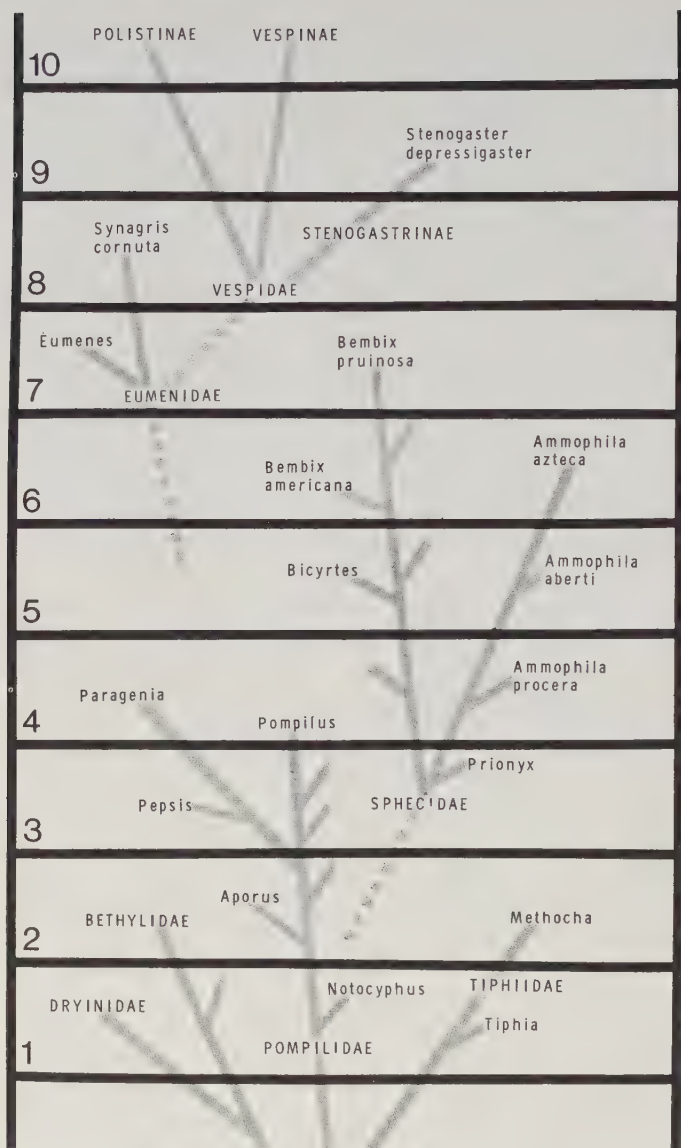 POLISTINAE VESPINAE
10
Stenogaster
depressigaster
9
Synagris
cornuta
STENOGASTRINAE
8
VESPIDAE
Eumenes
Bembix
pruinosa
7
EUMENIDAE
Ammophila
azteca
Bembix
americana
6
Bicyrtes
Ammophila
aberti
5
Ammophila
procera
Paragenia
4
Pompilus
Prionyx
Pepsis
SPHECIDAE
3
Aporus
BETHYLIDAE
Methocha
2
Notocyphus
TIPHIIDAE
DRYINIDAE
Tiphia
1
POMPILIDAE